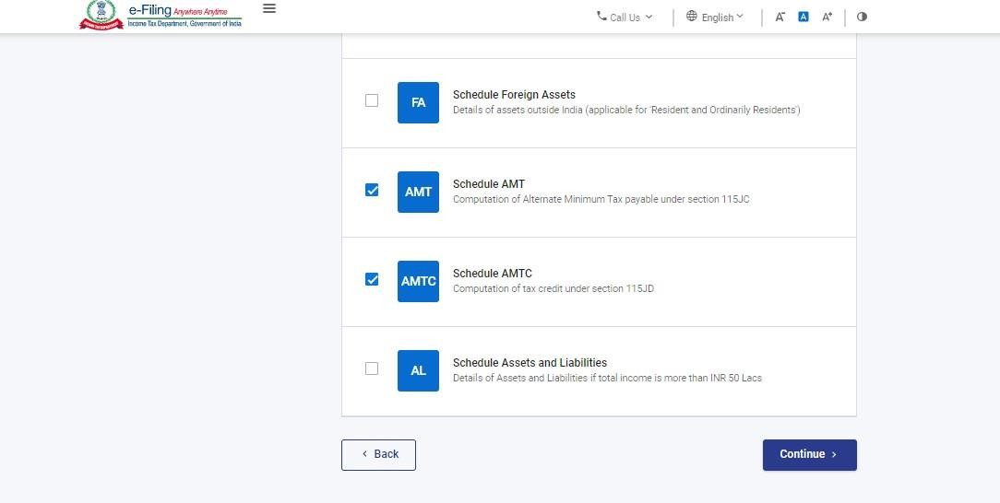 e-Filing Anywhere Anytime
Income Tax Department, Government of India
Call Us
English
A-
A
A+
FA
Schedule Foreign Assets
Details of assets outside India (applicable for 'Resident and Ordinarily Residents')
AMT
Schedule AMT
Computation of Alternate Minimum Tax payable under section 115JC
AMTC
Schedule AMTC
Computation of tax credit under section 115JD
AL
Schedule Assets and Liabilities
Details of Assets and Liabilities if total income is more than INR 50 Lacs
< Back
Continue >